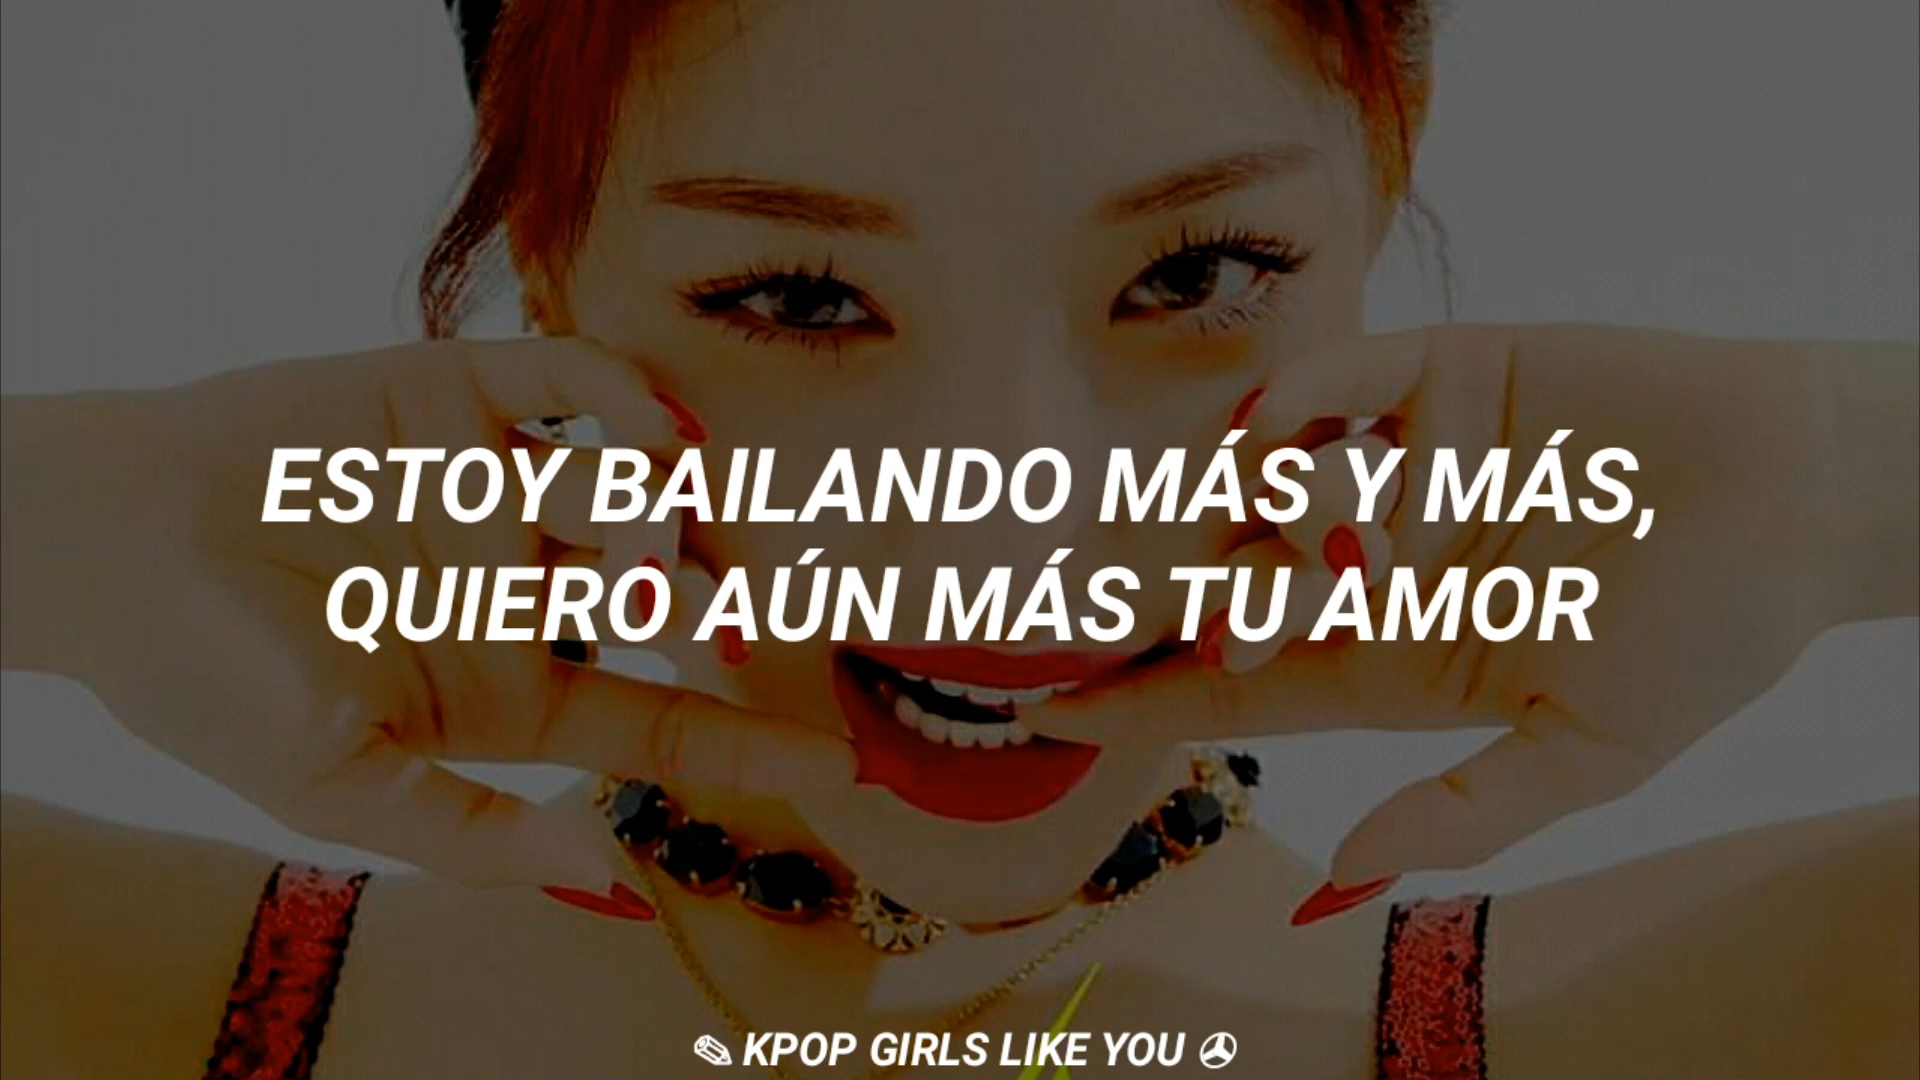 ESTOY BAILANDO MÁS Y MÁS,
QUIERO AÚN MÁS TU AMOR
KPOP GIRLS LIKE YOU